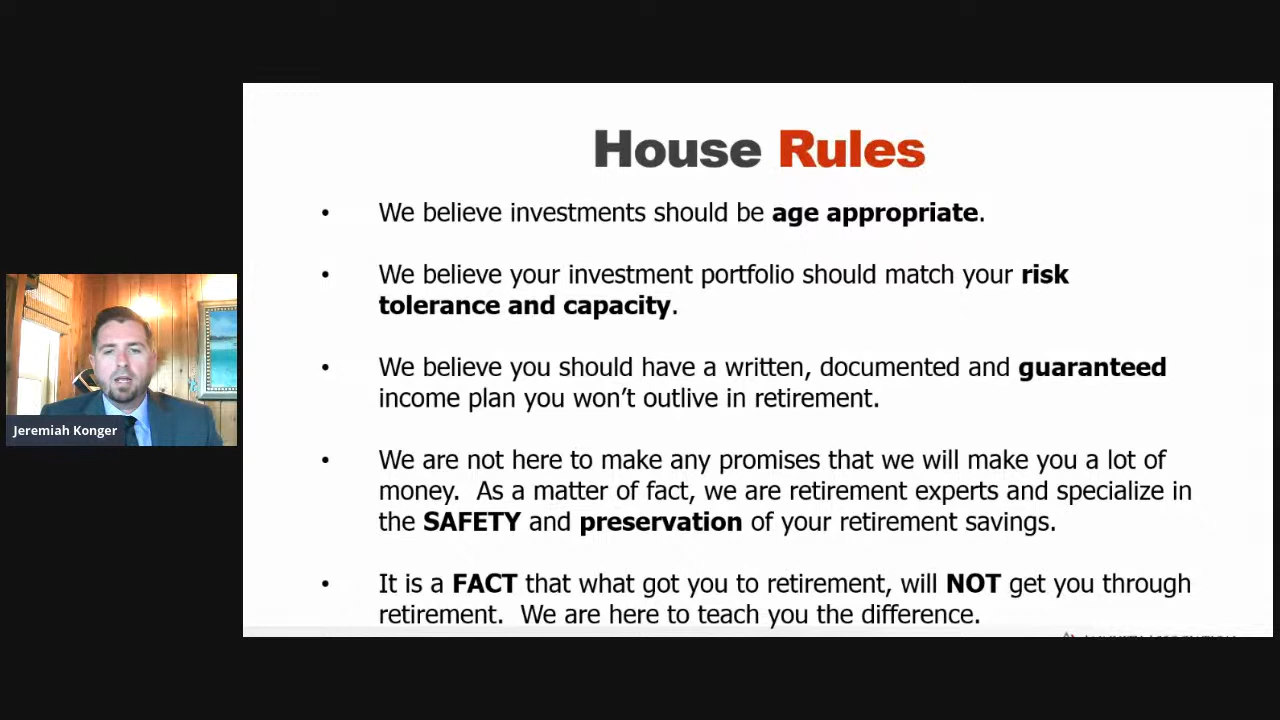 House Rules
• We believe investments should be age appropriate.
• We believe your investment portfolio should match your risk
tolerance and capacity.
• We believe you should have a written, documented and guaranteed
income plan you won’t outlive in retirement.
• We are not here to make any promises that we will make you a lot of
money.  As a matter of fact, we are retirement experts and specialize in
the SAFETY and preservation of your retirement savings.
• It is a FACT that what got you to retirement, will NOT get you through
retirement.  We are here to teach you the difference.
Jeremiah Konger